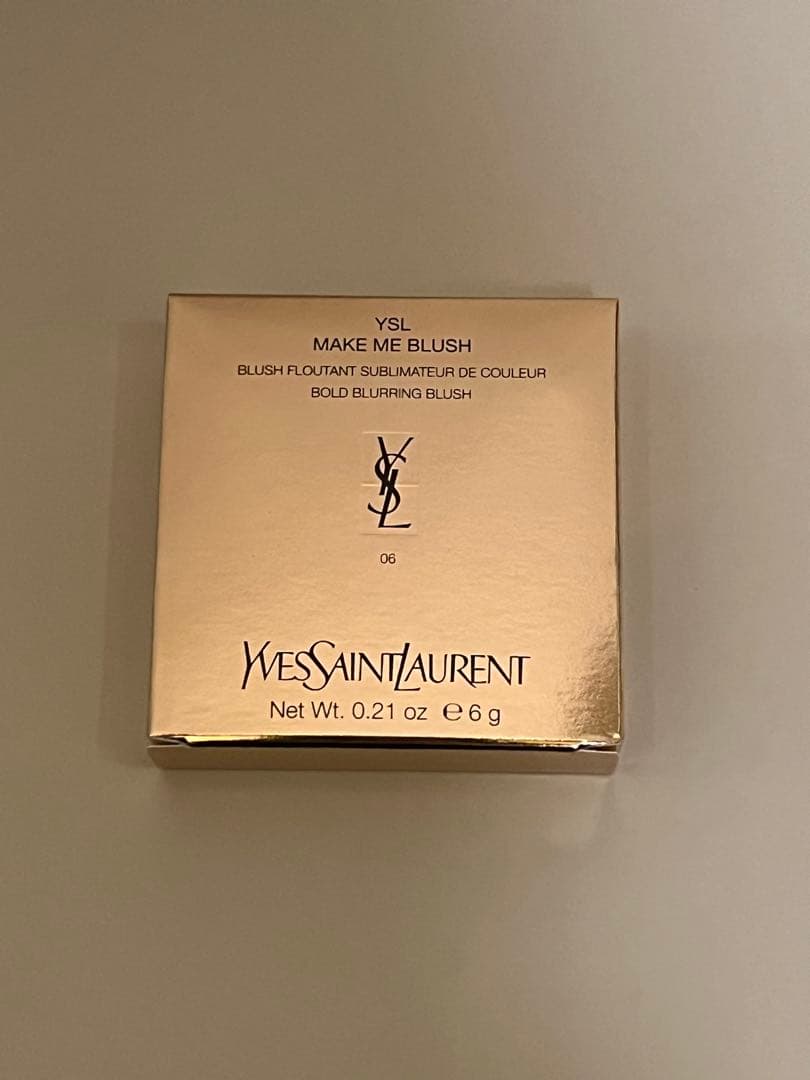 YSL
MAKE ME BLUSH
BLUSH FLOUTANT SUBLIMATEUR DE COULEUR
BOLD BLURRING BLUSH
YSL
06
YVESSAINTLAURENT
Net Wt. 0.21 oz ℮ 6 g